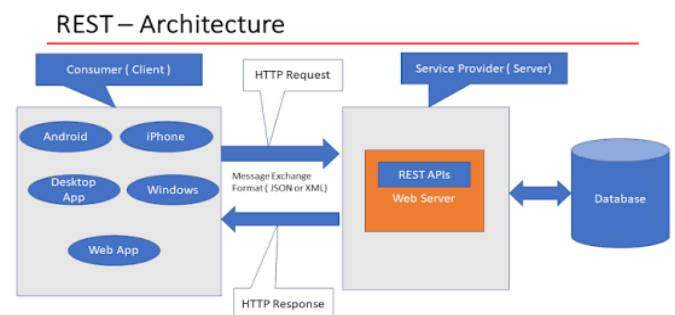 REST – Architecture
Consumer ( Client )
HTTP Request
Service Provider ( Server)
Android
iPhone
Desktop
App
Windows
Web App
Message Exchange
Format ( JSON or XML)
HTTP Response
REST APIs
Web Server
Database